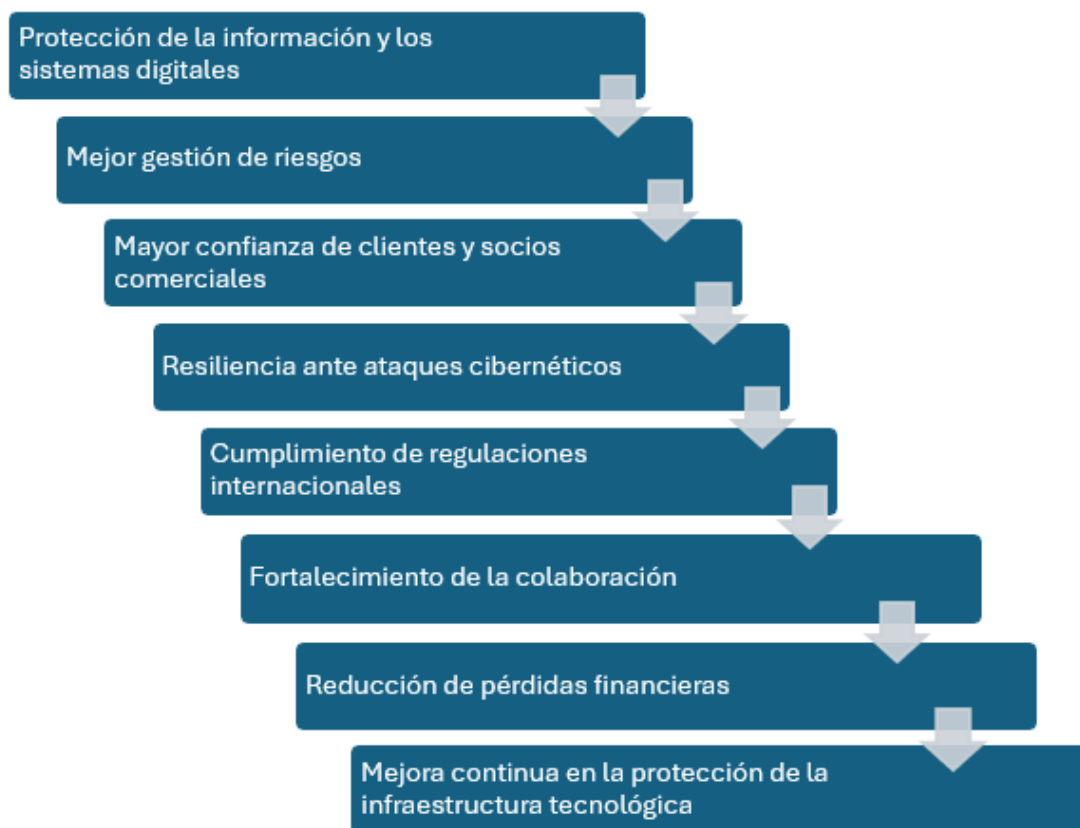 Protección de la información y los
sistemas digitales
Mejor gestión de riesgos
Mayor confianza de clientes y socios
comerciales
Resiliencia ante ataques cibernéticos
Cumplimiento de regulaciones
internacionales
Fortalecimiento de la colaboración
Reducción de pérdidas financieras
Mejora continua en la protección de la
infraestructura tecnológica